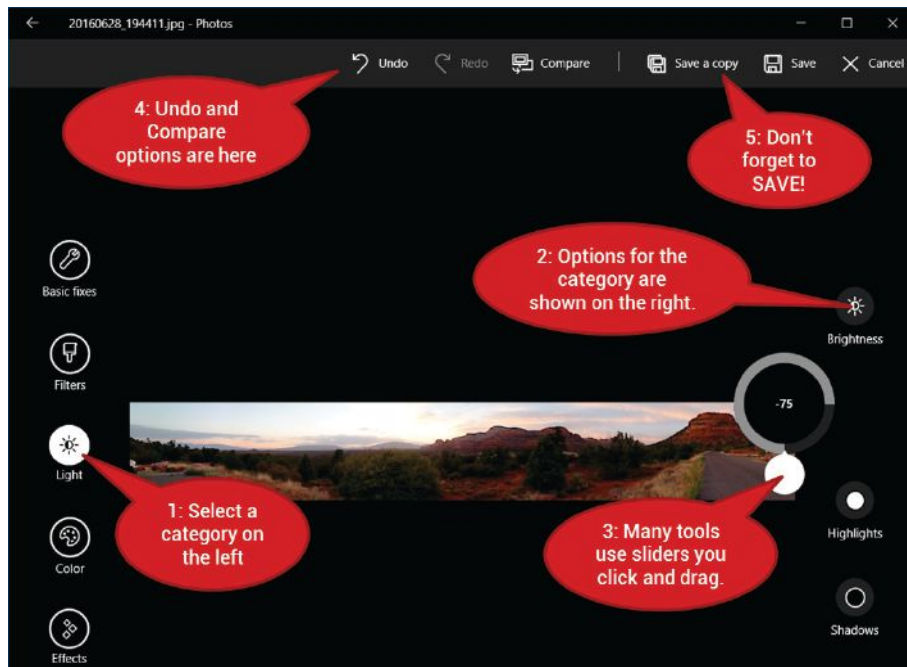 20160628_194411.jpg - Photos
Undo
Redo
Compare
Save a copy
Save
Cancel
4: Undo and
Compare
options are here
5: Don't
forget to
SAVE!
2: Options for the
category are
shown on the right.
Basic fixes
Brightness
Filters
-75
Light
1: Select a
category on
the left
3: Many tools
use sliders you
click and drag.
Highlights
Color
Shadows
Effects